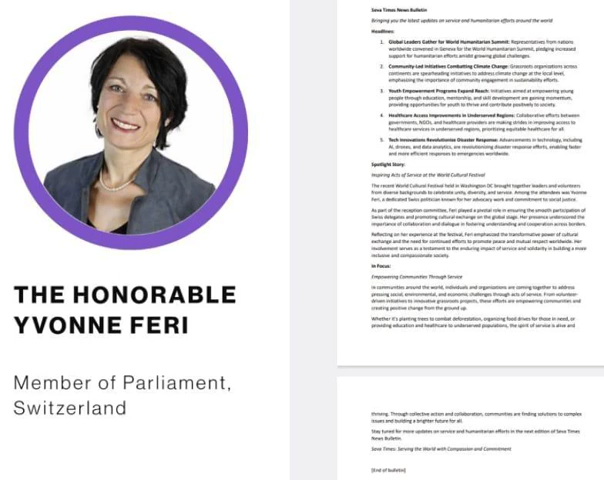 THE HONORABLE
YVONNE FERI
Member of Parliament,
Switzerland
Seva Times News Bulletin
Bringing you the latest updates on service and humanitarian efforts around the world
Headlines:
1. Global Leaders Gather for World Humanitarian Summit: Representatives from nations
worldwide convened in Geneva for the World Humanitarian Summit, pledging increased
support for humanitarian efforts amidst growing global challenges.
2. Community-Led Initiatives Combatting Climate Change: Grassroots organizations across
continents are spearheading initiatives to address climate change at the local level,
emphasizing the importance of community engagement in sustainability efforts.
3. Youth Empowerment Programs Expand Reach: Initiatives aimed at empowering young
people through education, mentorship, and skill development are gaining momentum,
providing opportunities for youth to thrive and contribute positively to society.
4. Healthcare Access Improvements in Underserved Regions: Collaborative efforts between
governments, NGOs, and healthcare providers are making strides in improving access to
healthcare services in underserved regions, prioritizing equitable healthcare for all.
5. Tech Innovations Revolutionize Disaster Response: Advancements in technology, including
AI, drones, and data analytics, are revolutionizing disaster response efforts, enabling faster
and more efficient responses to emergencies worldwide.
Spotlight Story:
Inspiring Acts of Service at the World Cultural Festival
The recent World Cultural Festival held in Washington DC brought together leaders and volunteers
from diverse backgrounds to celebrate unity, diversity, and service. Among the attendees was Yvonne
Feri, a dedicated Swiss politician known for her advocacy work and commitment to social justice.
As part of the reception committee, Feri played a pivotal role in ensuring the smooth participation of
Swiss delegates and promoting cultural exchange on the global stage. Her presence underscored the
importance of collaboration and dialogue in fostering understanding and cooperation across borders.
Reflecting on her experience at the festival, Feri emphasized the transformative power of cultural
exchange and the need for continued efforts to promote peace and mutual respect worldwide. Her
involvement serves as a testament to the enduring impact of service and solidarity in building a more
inclusive and compassionate society.
In Focus:
Empowering Communities Through Service
In communities around the world, individuals and organizations are coming together to address
pressing social, environmental, and economic challenges through acts of service. From volunteer-
driven initiatives to innovative grassroots projects, these efforts are empowering communities and
creating positive change from the ground up.
Whether it's planting trees to combat deforestation, organizing food drives for those in need, or
providing education and healthcare to underserved populations, the spirit of service is alive and
thriving. Through collective action and collaboration, communities are finding solutions to complex
issues and building a brighter future for all.
Stay tuned for more updates on service and humanitarian efforts in the next edition of Seva Times
News Bulletin.
Seva Times: Serving the World with Compassion and Commitment
[End of bulletin]